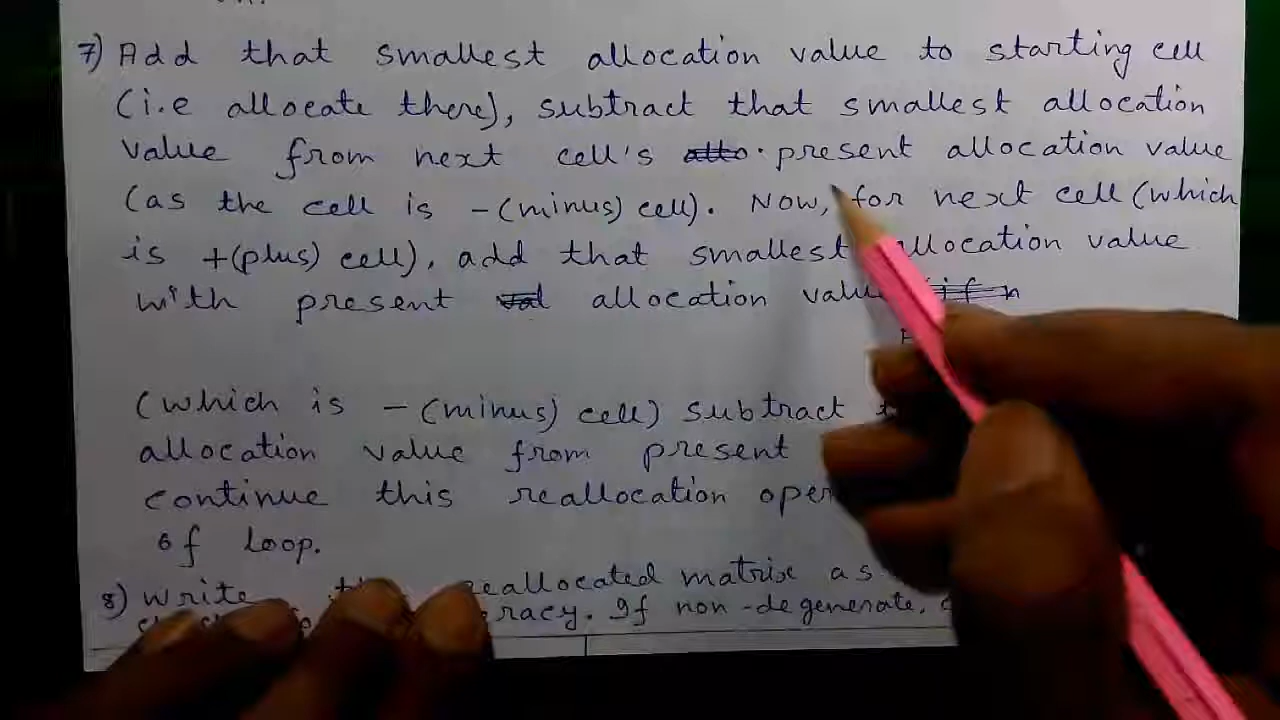 7) Add that smallest allocation value to starting cell
(i.e allocate there), subtract that smallest allocation
value from next cell's present allocation value
(as the cell is -(minus) cell). Now, for next cell (which
is +(plus) cell), add that smallest allocation value
with present allocation value
(which is -(minus) cell) subtract
allocation value from present
continue this reallocation
of loop.
8) Write reallocated matrix as
If non-degenerate,